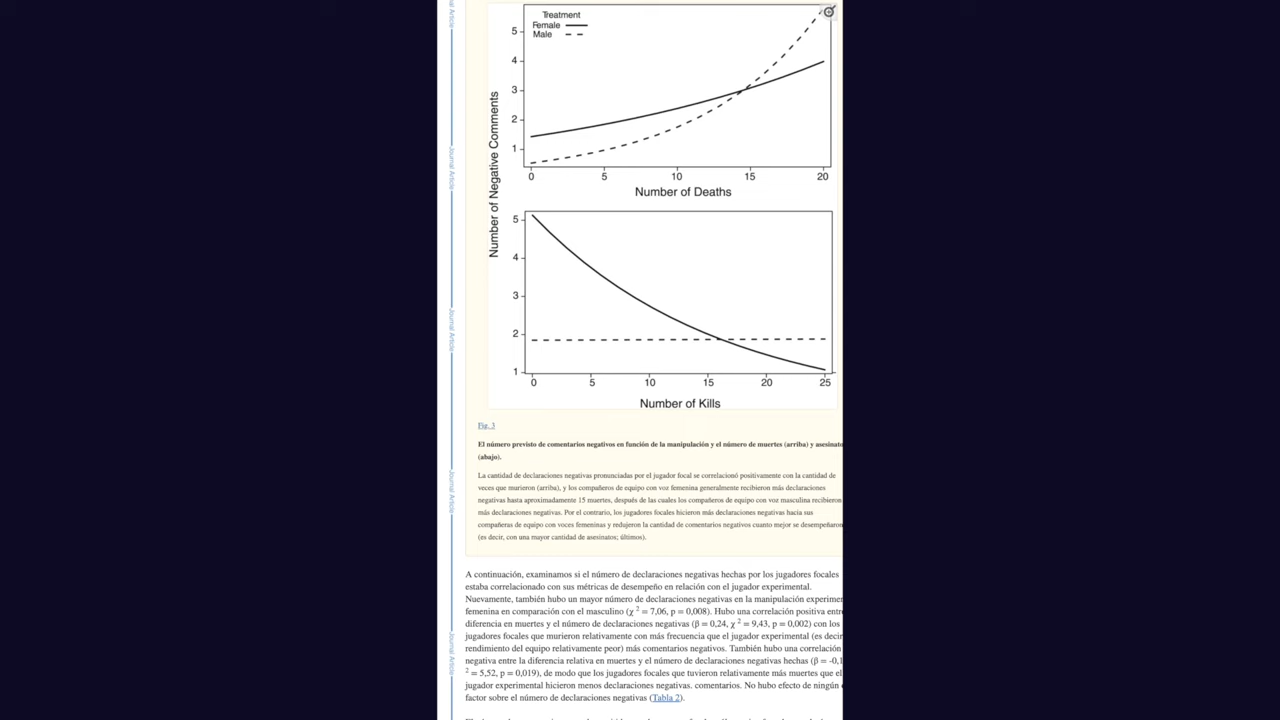 Treatment
Female
Male
5
4
3
2
1
0 5 10 15 20
Number of Deaths
Number of Negative Comments
5
4
3
2
1
0 5 10 15 20 25
Number of Kills
Fig. 3
El número previsto de comentarios negativos en función de la manipulación y el número de muertes (arriba) y asesinato
(abajo).
La cantidad de declaraciones negativas pronunciadas por el jugador focal se correlacionó positivamente con la cantidad de
veces que murieron (arriba), y los compañeros de equipo con voz femenina generalmente recibieron más declaraciones
negativas hasta aproximadamente 15 muertes, después de las cuales los compañeros de equipo con voz masculina recibieron
más declaraciones negativas. Por el contrario, los jugadores focales hicieron más declaraciones negativas hacia sus
compañeras de equipo con voces femeninas y redujeron la cantidad de comentarios negativos cuanto mejor se desempeñaron
(es decir, con una mayor cantidad de asesinatos; últimos).
A continuación, examinamos si el número de declaraciones negativas hechas por los jugadores focales
estaba correlacionado con sus métricas de desempeño en relación con el jugador experimental.
Nuevamente, también hubo un mayor número de declaraciones negativas en la manipulación experimen
femenina en comparación con el masculino (χ ² = 7,06, p = 0,008). Hubo una correlación positiva entre
diferencia en muertes y el número de declaraciones negativas (β = 0,24, χ ² = 9,43, p = 0,002) con los
jugadores focales que murieron relativamente con más frecuencia que el jugador experimental (es decir
rendimiento del equipo relativamente peor) más comentarios negativos. También hubo una correlación
negativa entre la diferencia relativa en muertes y el número de declaraciones negativas hechas (β = -0,1
² = 5,52, p = 0,019), de modo que los jugadores focales que tuvieron relativamente más muertes que el
jugador experimental hicieron menos declaraciones negativas. comentarios. No hubo efecto de ningún
factor sobre el número de declaraciones negativas (Tabla 2).
Journal Article
Journal Article
Journal Article
Journal Article